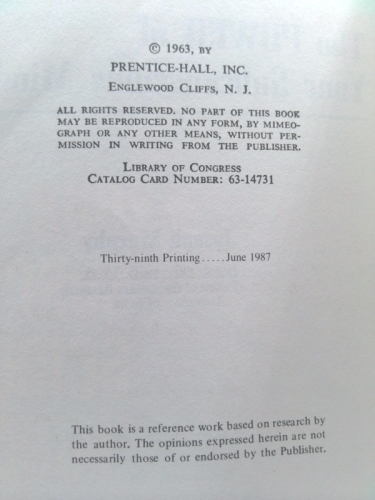 © 1963, BY
PRENTICE-HALL, INC.
ENGLEWOOD CLIFFS, N. J.
ALL RIGHTS RESERVED. NO PART OF THIS BOOK
MAY BE REPRODUCED IN ANY FORM, BY MIMEO-
GRAPH OR ANY OTHER MEANS, WITHOUT PER-
MISSION IN WRITING FROM THE PUBLISHER.
LIBRARY OF CONGRESS
CATALOG CARD NUMBER: 63-14731
Thirty-ninth Printing.....June 1987
This book is a reference work based on research by
the author. The opinions expressed herein are not
necessarily those of or endorsed by the Publisher.